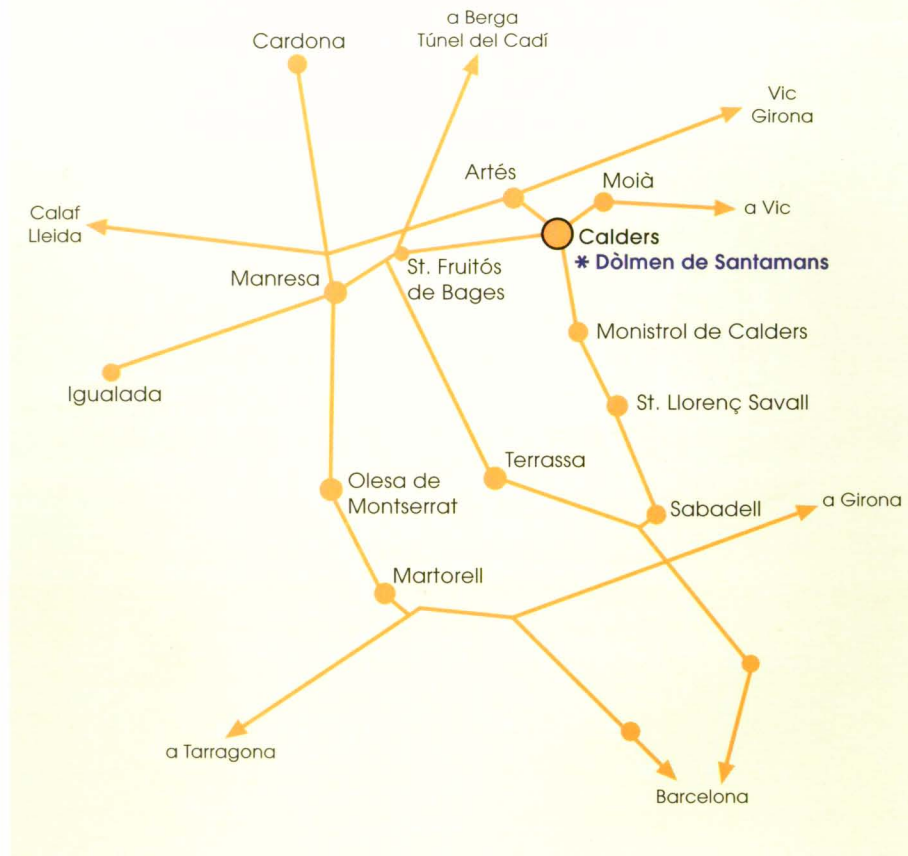 a Berga
Túnel del Cadí
Cardona
Vic
Girona
Artés
Moià
a Vic
Calaf
Lleida
Calders
* Dòlmen de Santamans
St. Fruitós
de Bages
Manresa
Monistrol de Calders
Igualada
St. Llorenç Savall
Terrassa
Olesa de
Montserrat
Sabadell
a Girona
Martorell
a Tarragona
Barcelona